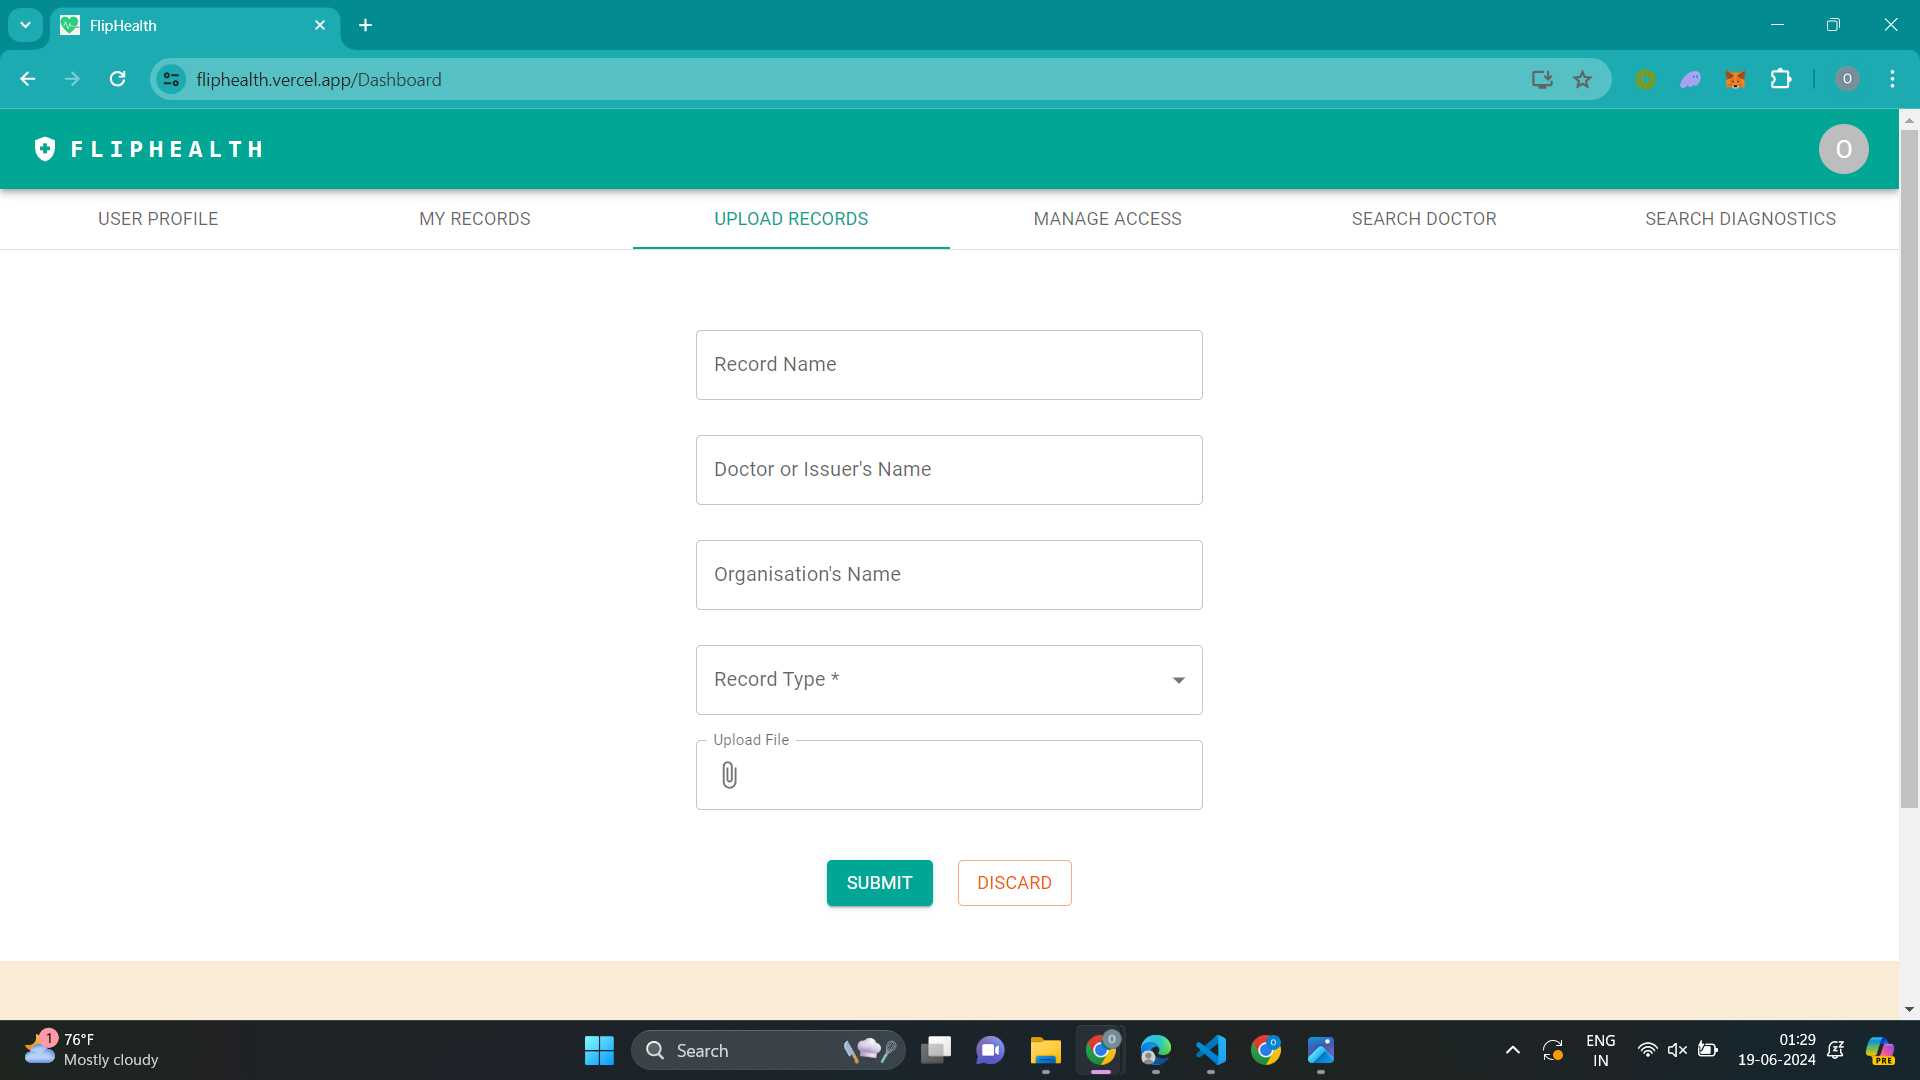 FlipHealth
fliphealth.vercel.app/Dashboard
O
FLIPHEALTH
O
USER PROFILE
MY RECORDS
UPLOAD RECORDS
MANAGE ACCESS
SEARCH DOCTOR
SEARCH DIAGNOSTICS
Record Name
Doctor or Issuer's Name
Organisation's Name
Record Type *
Upload File
SUBMIT
DISCARD
1
76°F
Mostly cloudy
Search
O
O
ENG
IN
01:29
19-06-2024
PRE